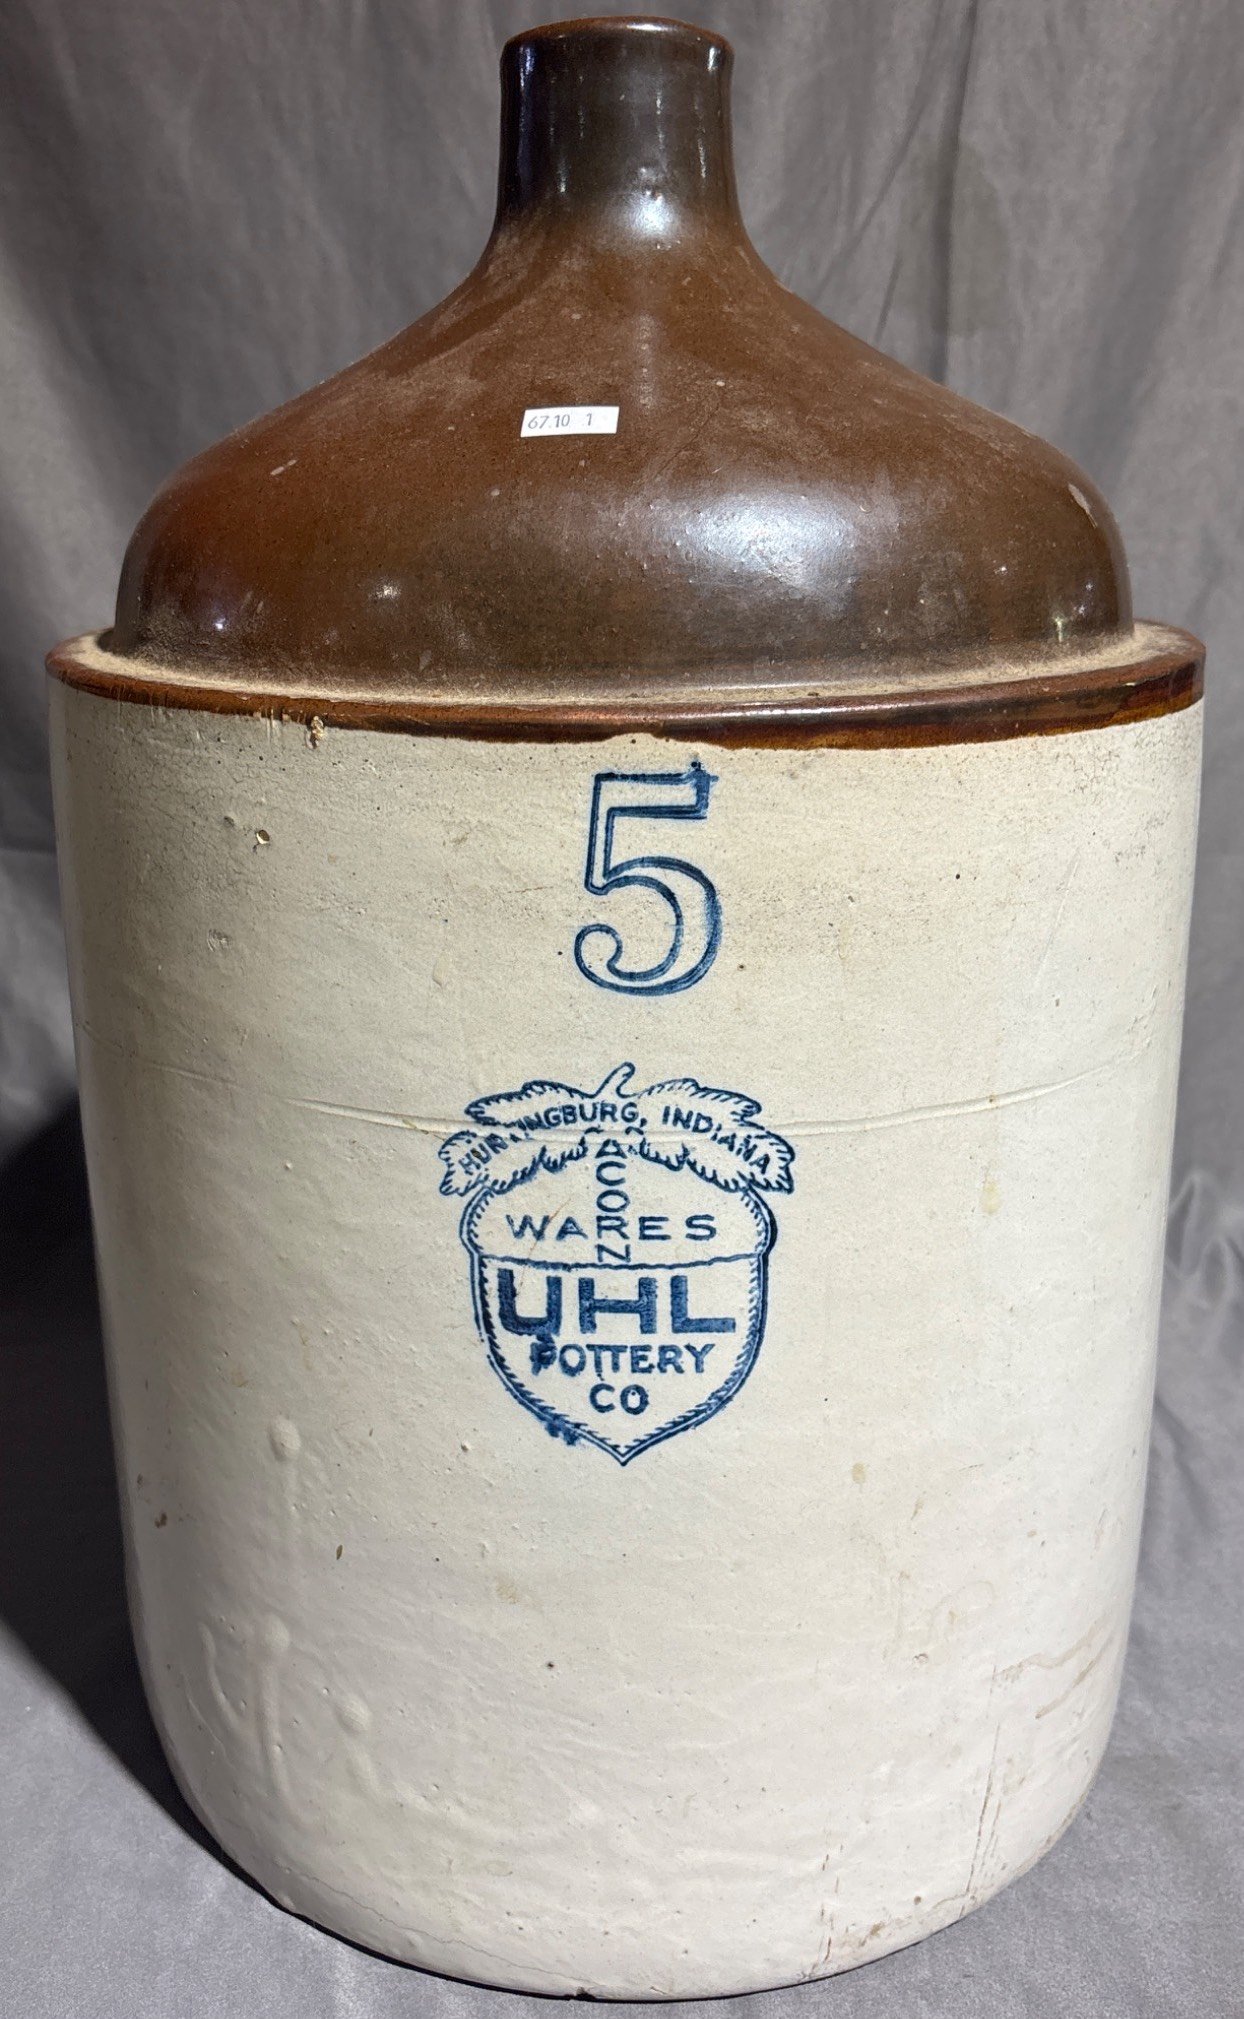 67.10 .1
5
HUNTINGBURG, INDIANA
ACORN
WARES
UHL
POTTERY
CO